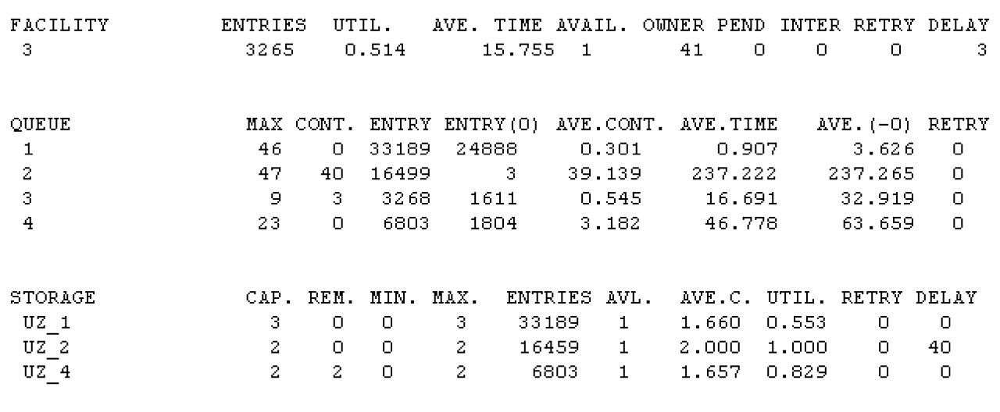 FACILITY ENTRIES UTIL. AVE. TIME AVAIL. OWNER PEND INTER RETRY DELAY
3 3265 0.514 15.755 1 41 0 0 0 3
QUEUE MAX CONT. ENTRY ENTRY(0) AVE.CONT. AVE.TIME AVE.(-0) RETRY
1 46 0 33189 24888 0.301 0.907 3.626 0
2 47 40 16499 3 39.139 237.222 237.265 0
3 9 3 3268 1611 0.545 16.691 32.919 0
4 23 0 6803 1804 3.182 46.778 63.659 0
STORAGE CAP. REM. MIN. MAX. ENTRIES AVL. AVE.C. UTIL. RETRY DELAY
UZ_1 3 0 0 3 33189 1 1.660 0.553 0 0
UZ_2 2 0 0 2 16459 1 2.000 1.000 0 40
UZ_4 2 2 0 2 6803 1 1.657 0.829 0 0